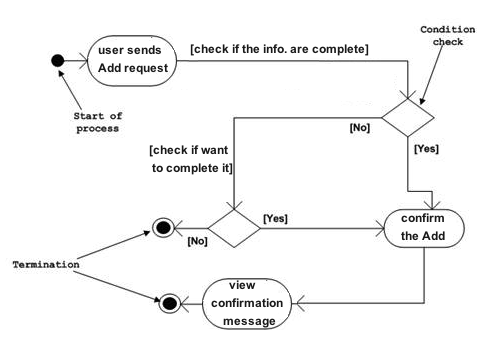 Condition
check
user sends
Add request
[check if the info. are complete]
Start of
process
[No]
[Yes]
[check if want
to complete it]
[Yes]
[No]
confirm
the Add
Termination
view
confirmation
message